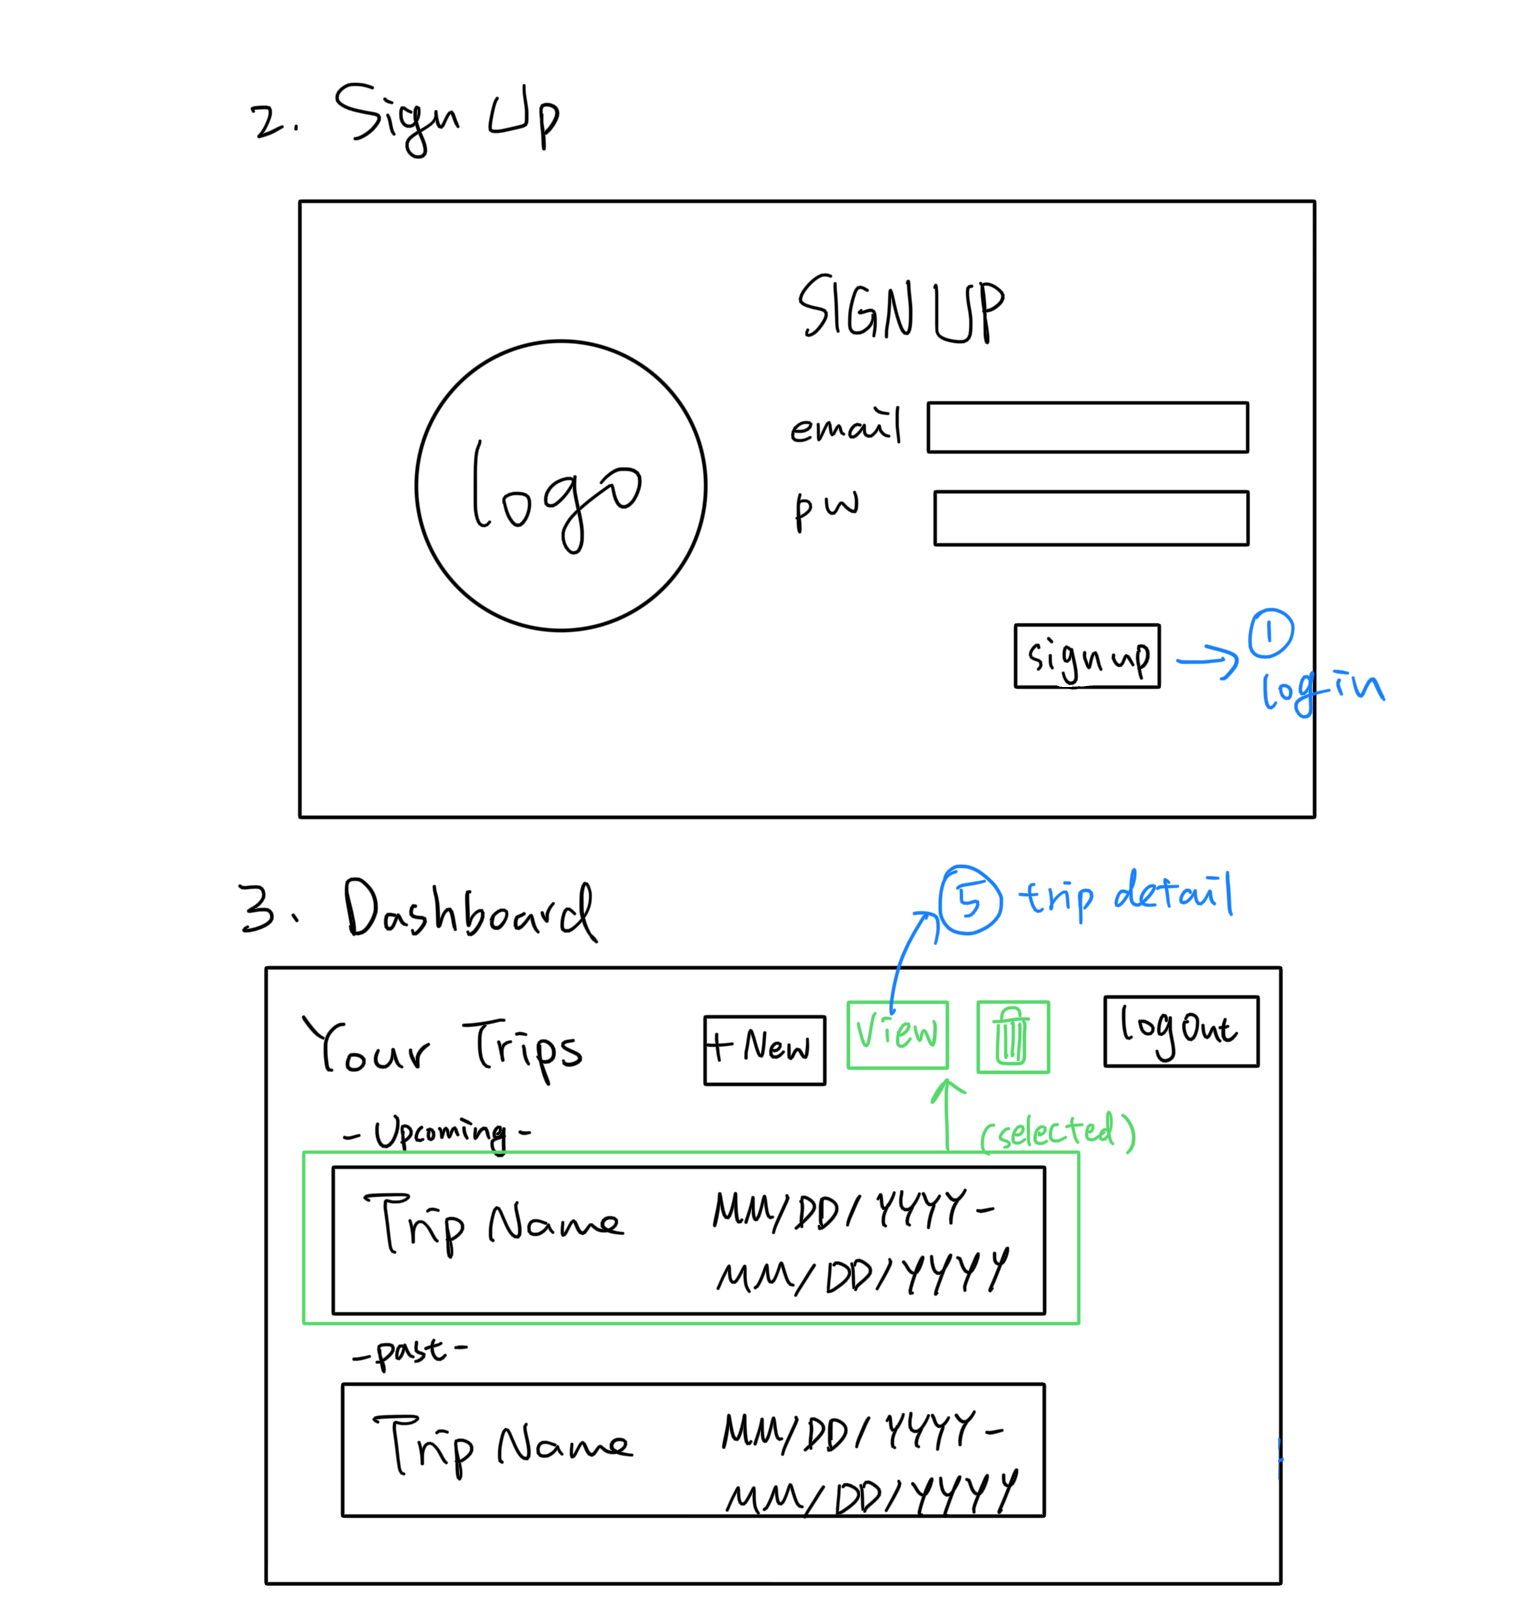 2. Sign Up
SIGN UP
logo
email
pw
sign up
1
log in
3. Dashboard
5 trip detail
Your Trips
+ New
View
log out
- Upcoming -
(selected)
Trip Name
MM/DD/YYYY -
MM/DD/YYYY
- past -
Trip Name
MM/DD/YYYY -
MM/DD/YYYY